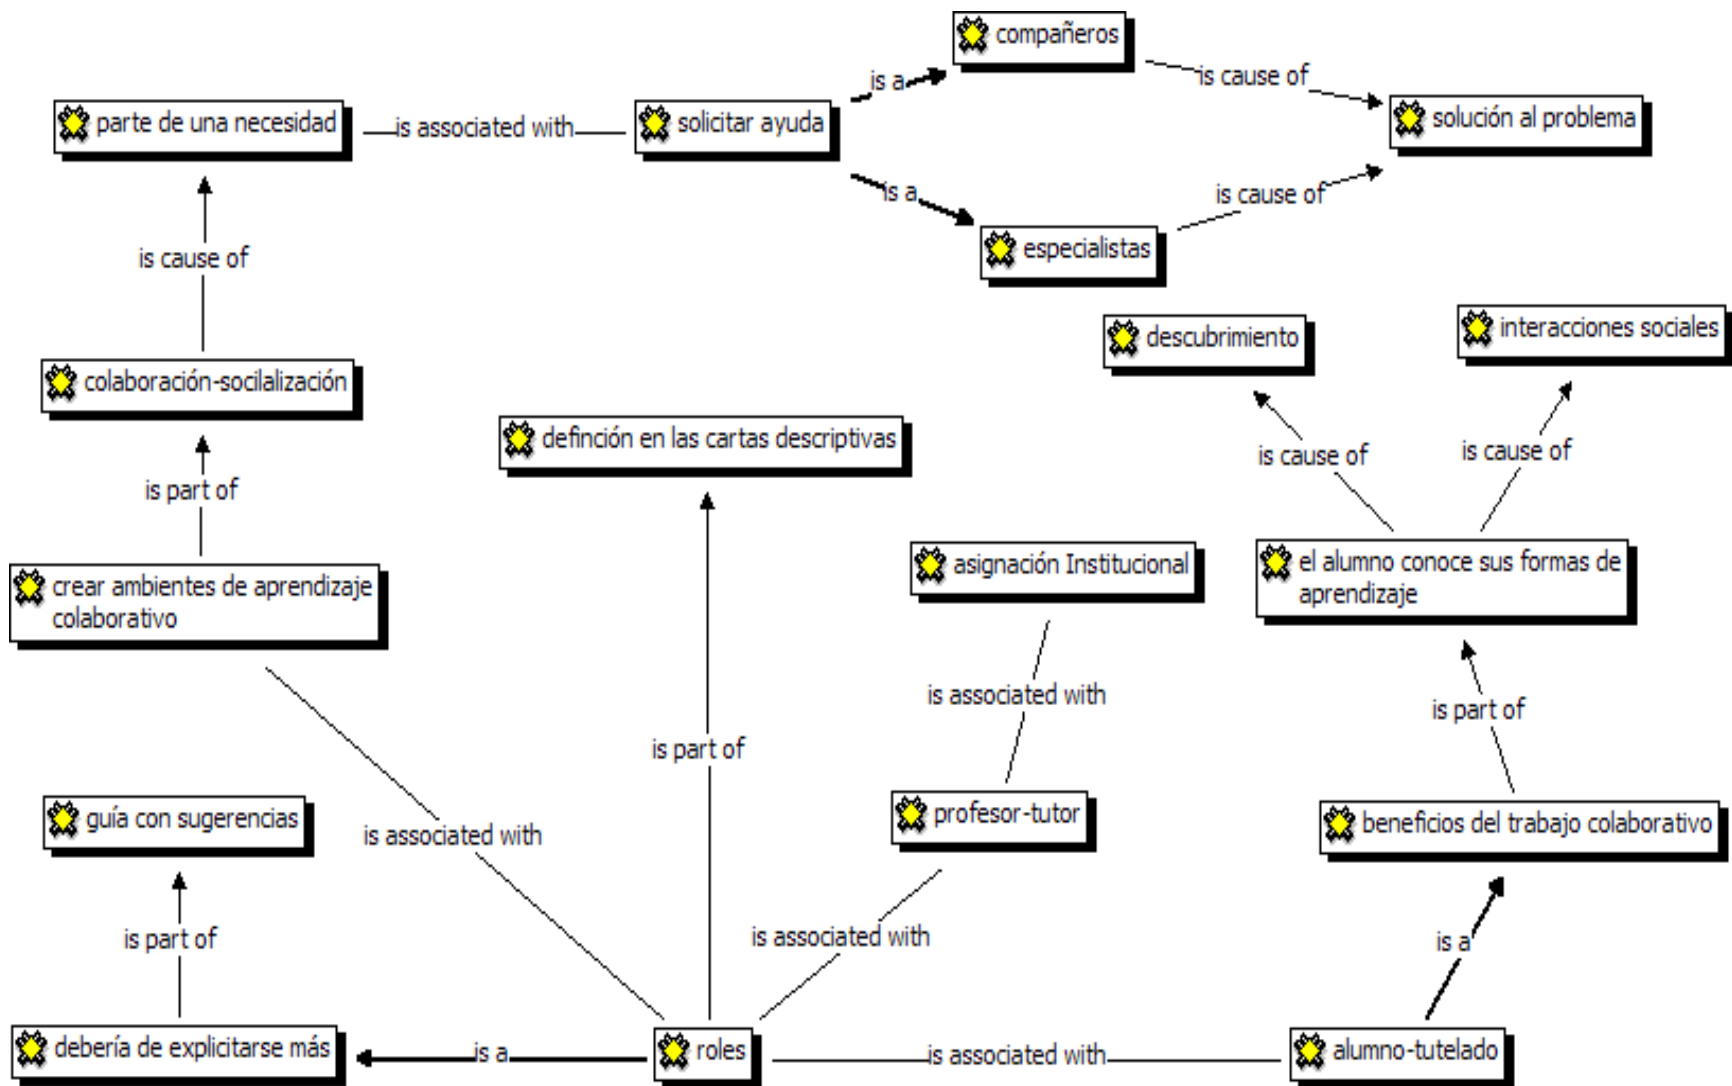 compañeros
is a
is cause of
parte de una necesidad
is associated with
solicitar ayuda
solución al problema
is a
is cause of
especialistas
is cause of
descubrimiento
interacciones sociales
colaboración-socilalización
definción en las cartas descriptivas
is cause of
is cause of
is part of
asignación Institucional
el alumno conoce sus formas de
aprendizaje
crear ambientes de aprendizaje
colaborativo
is associated with
is part of
is part of
guía con sugerencias
profesor-tutor
beneficios del trabajo colaborativo
is associated with
is part of
is associated with
is a
debería de explicitarse más
is a
roles
is associated with
alumno-tutelado